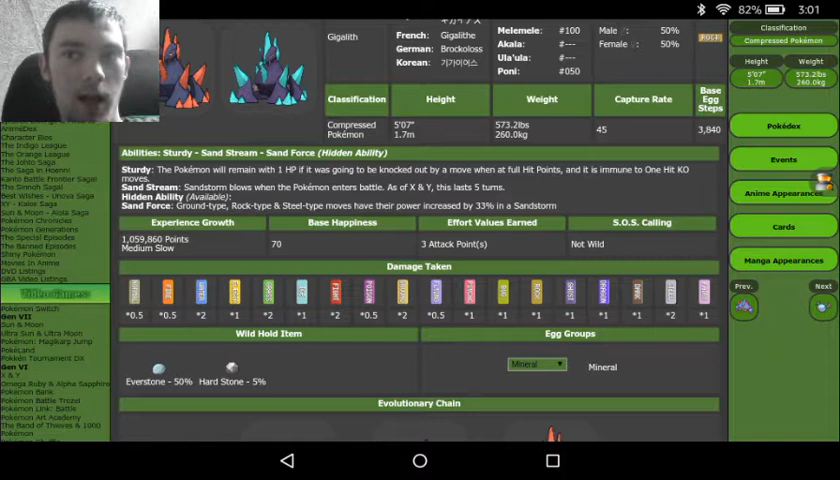 82% 3:01
Gigalith
French: Gigalithe
German: Brockoloss
Korean: 기가이어스
Melemele: #100
Akala: #---
Ula'ula: #---
Poni: #050
Male : 50%
Female : 50%
ROCK
Classification Height Weight Capture Rate Base Egg Steps
Compressed Pokémon 5'07" 1.7m 573.2lbs 260.0kg 45 3,840
Abilities: Sturdy - Sand Stream - Sand Force (Hidden Ability)
Sturdy: The Pokémon will remain with 1 HP if it was going to be knocked out by a move when at full Hit Points, and it is immune to One Hit KO
moves.
Sand Stream: Sandstorm blows when the Pokémon enters battle. As of X & Y, this lasts 5 turns.
Hidden Ability (Available):
Sand Force: Ground-type, Rock-type & Steel-type moves have their power increased by 33% in a Sandstorm
Experience Growth Base Happiness Effort Values Earned S.O.S. Calling
1,059,860 Points
Medium Slow
70
3 Attack Point(s)
Not Wild
Damage Taken
*0.5 *0.5 *2 *1 *2 *1 *2 *0.5 *2 *0.5 *1 *1 *1 *1 *1 *1 *2 *1
Wild Hold Item Egg Groups
Everstone - 50% Hard Stone - 5%
Mineral Mineral
Evolutionary Chain
AnimeDex
Character Bios
The Indigo League
The Orange League
The Johto Saga
The Saga in Hoenn!
Kanto Battle Frontier Saga!
The Sinnoh Saga!
Best Wishes - Unova Saga
XY - Kalos Saga
Sun & Moon - Alola Saga
Pokémon Chronicles
Pokémon Generations
The Special Episodes
The Banned Episodes
Shiny Pokémon
Movies In Anime
DVD Listings
GBA Video Listings
Video Games
Pokémon Switch
Gen VII
Sun & Moon
Ultra Sun & Ultra Moon
Pokémon: Magikarp Jump
PokeLand
Pokkén Tournament DX
Gen VI
X & Y
Omega Ruby & Alpha Sapphire
Pokémon Bank
Pokémon Battle Trozei
Pokémon Link: Battle
Pokémon Art Academy
The Band of Thieves & 1000
Pokémon
Classification
Compressed Pokémon
Height Weight
5'07" 1.7m 573.2lbs 260.0kg
Pokédex
Events
Anime Appearances
Cards
Manga Appearances
Prev. Next